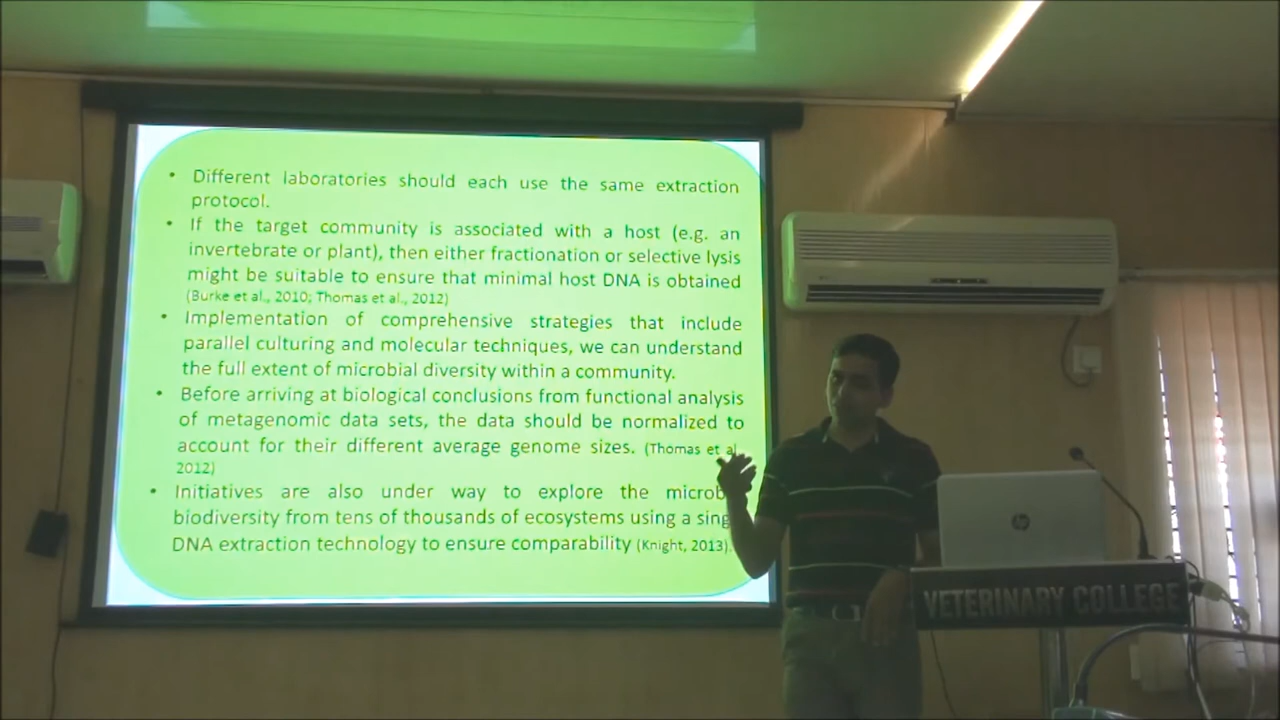 • Different laboratories should each use the same extraction
protocol.
• If the target community is associated with a host (e.g. an
invertebrate or plant), then either fractionation or selective lysis
might be suitable to ensure that minimal host DNA is obtained
(Burke et al., 2010; Thomas et al., 2012)
• Implementation of comprehensive strategies that include
parallel culturing and molecular techniques, we can understand
the full extent of microbial diversity within a community.
• Before arriving at biological conclusions from functional analysis
of metagenomic data sets, the data should be normalized to
account for their different average genome sizes. (Thomas et al.
2012)
• Initiatives are also under way to explore the microb
biodiversity from tens of thousands of ecosystems using a sing
DNA extraction technology to ensure comparability (Knight, 2013).
hp
VETERINARY COLLEGE